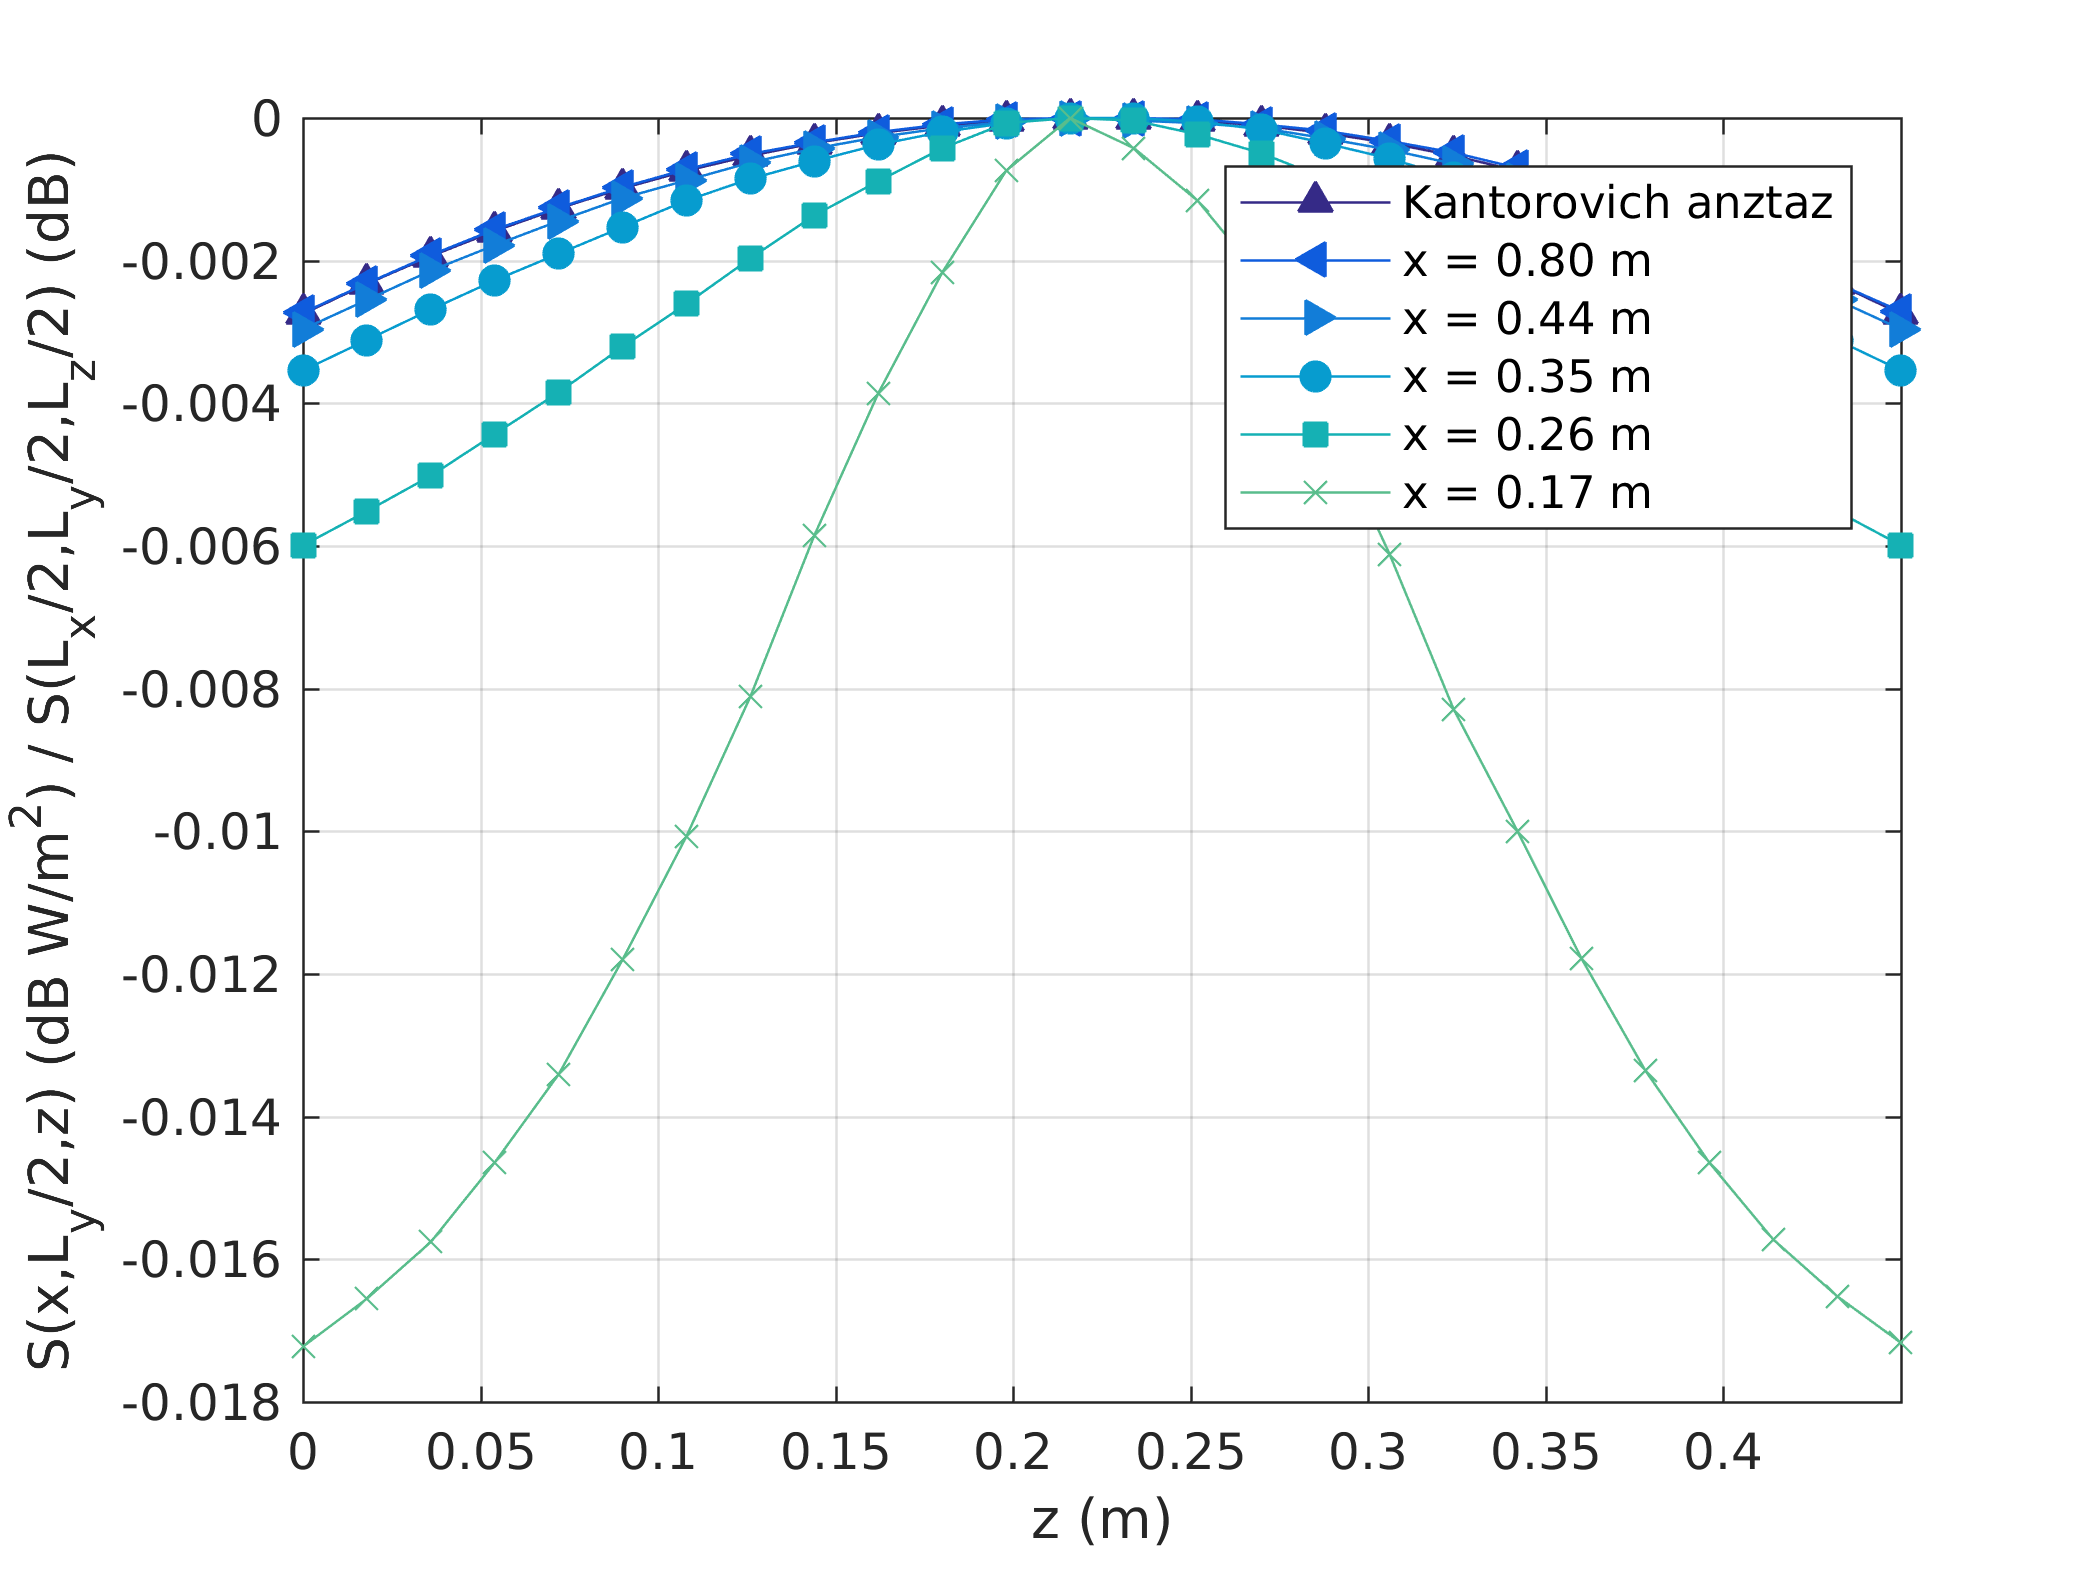 S(x,Ly/2,z) (dB W/m2) / S(Lx/2,Ly/2,Lz/2) (dB)
0
-0.002
-0.004
-0.006
-0.008
-0.01
-0.012
-0.014
-0.016
-0.018
Kantorovich anztaz
x = 0.80 m
x = 0.44 m
x = 0.35 m
x = 0.26 m
x = 0.17 m
0 0.05 0.1 0.15 0.2 0.25 0.3 0.35 0.4
z (m)